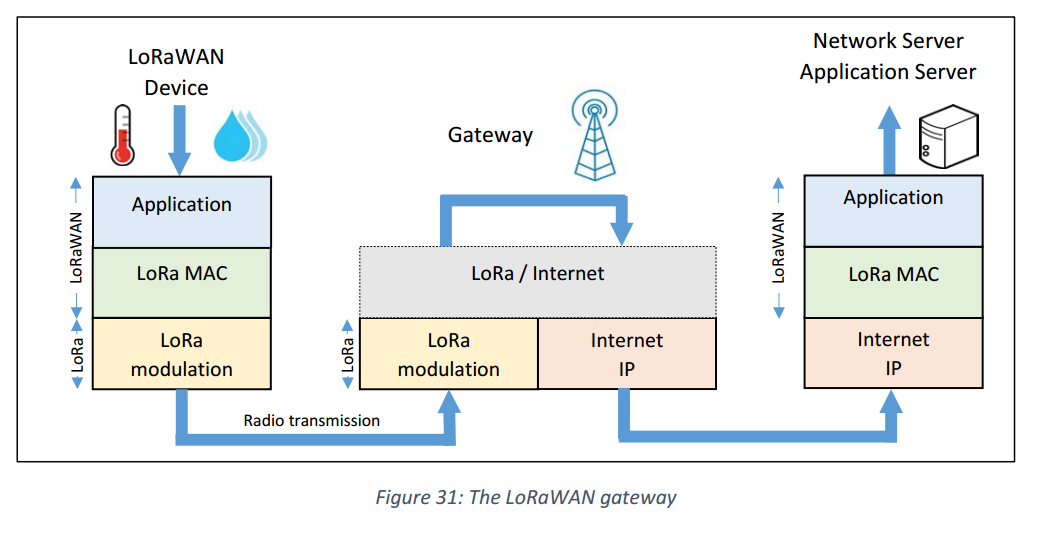 LoRaWAN
Device
Gateway
Network Server
Application Server
LoRaWAN
LoRa
Application
LoRa MAC
LoRa
modulation
Radio transmission
LoRa / Internet
LoRa
LoRa
modulation
Internet
IP
LoRaWAN
Application
LoRa MAC
Internet
IP
Figure 31: The LoRaWAN gateway